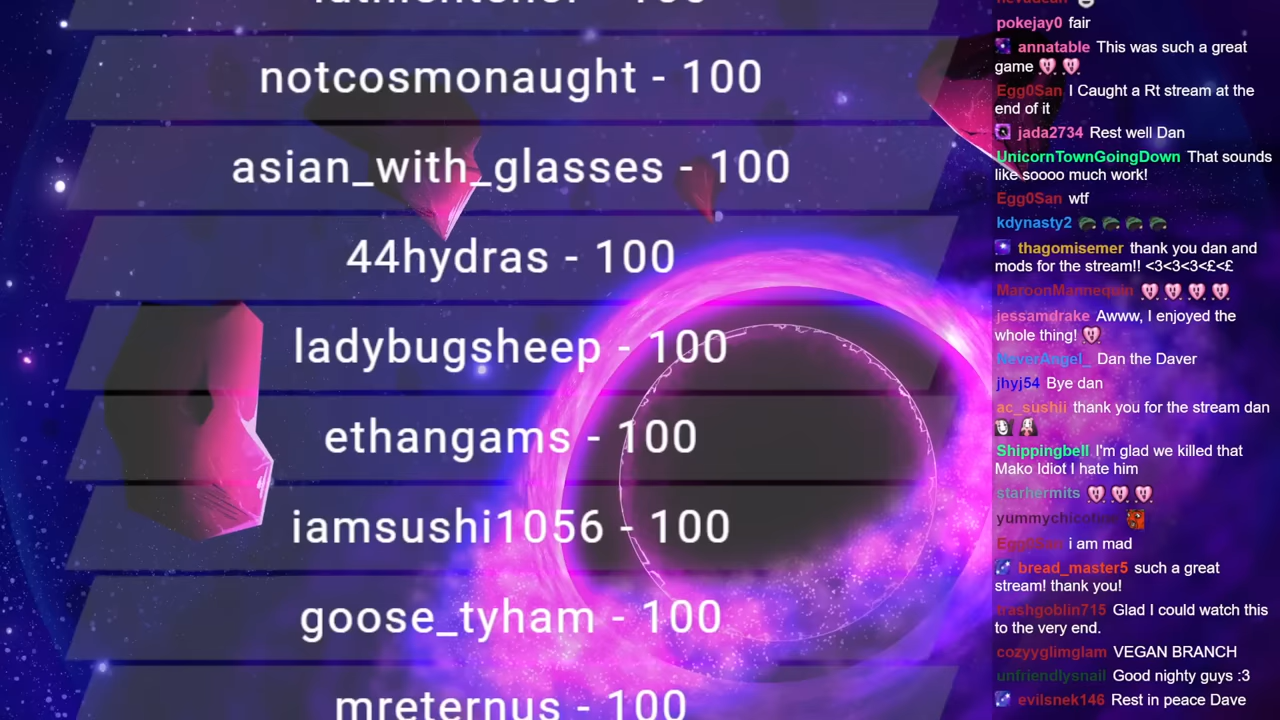 notcosmonaught - 100
asian_with_glasses - 100
44hydras - 100
ladybugsheep - 100
ethangams - 100
iamsushi1056 - 100
goose_tyham - 100
mreternus - 100
pokejay0 fair
annatable This was such a great
game
Egg0San I Caught a Rt stream at the
end of it
jada2734 Rest well Dan
UnicornTownGoingDown That sounds
like soooo much work!
Egg0San wtf
kdynasty2
thagomisemer thank you dan and
mods for the stream!! <3<3<3<£<£
MaroonMannequin
jessamdrake Awww, I enjoyed the
whole thing!
NeverAngel_ Dan the Daver
jhyj54 Bye dan
ac_sushii thank you for the stream dan
Shippingbell I'm glad we killed that
Mako Idiot I hate him
starhermits
Egg0San i am mad
bread_master5 such a great
stream! thank you!
trashgoblin715 Glad I could watch this
to the very end.
cozyyglimglam VEGAN BRANCH
unfriendlysnail Good nighty guys :3
evilsnek146 Rest in peace Dave